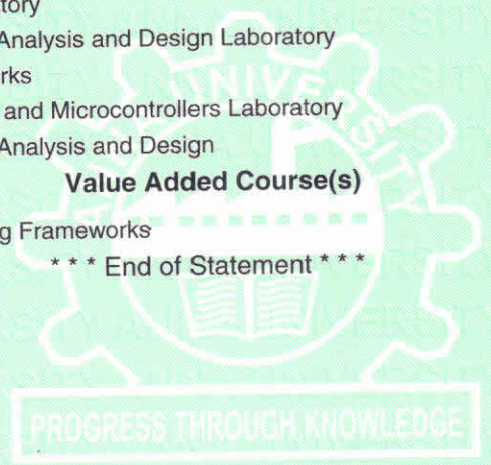 tory
Analysis and Design Laboratory
rks
and Microcontrollers Laboratory
Analysis and Design
Value Added Course(s)
g Frameworks
* * * End of Statement * * *
UNIVERSITY
PROGRESS THROUGH KNOWLEDGE